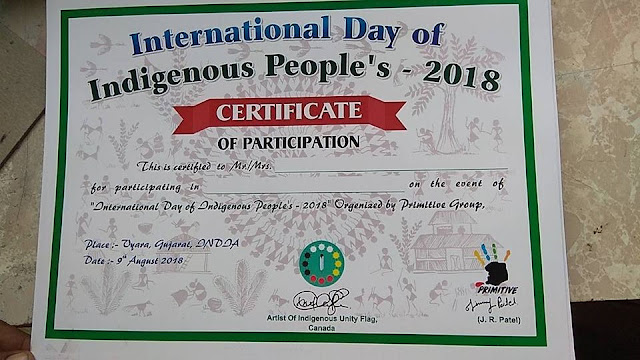 International Day of
Indigenous People's - 2018
CERTIFICATE
OF PARTICIPATION
This is certified to Mr./Mrs.
for participating in on the event of
"International Day of Indigenous People's - 2018" Organized by Primitive Group,
Place :- Vyara, Gujarat, INDIA
Date :- 9th August 2018
PRIMITIVE
Artist Of Indigenous Unity Flag,
Canada
(J. R. Patel)